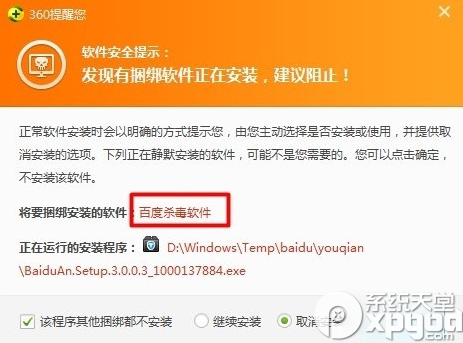 360提醒您
软件安全提示：
发现有捆绑软件正在安装，建议阻止！
正常软件安装时会以明确的方式提示您，由您主动选择是否安装或使用，并提供取
消安装的选项。下列正在静默安装的软件，可能不是您需要的。您可以点击确定，
不安装该软件。
将要捆绑安装的软件：百度杀毒软件
正在运行的安装程序： D:\Windows\Temp\baidu\youqian
\BaiduAn.Setup.3.0.0.3_1000137884.exe
该程序其他捆绑都不安装 继续安装 取消安装
系统天堂
xpgod